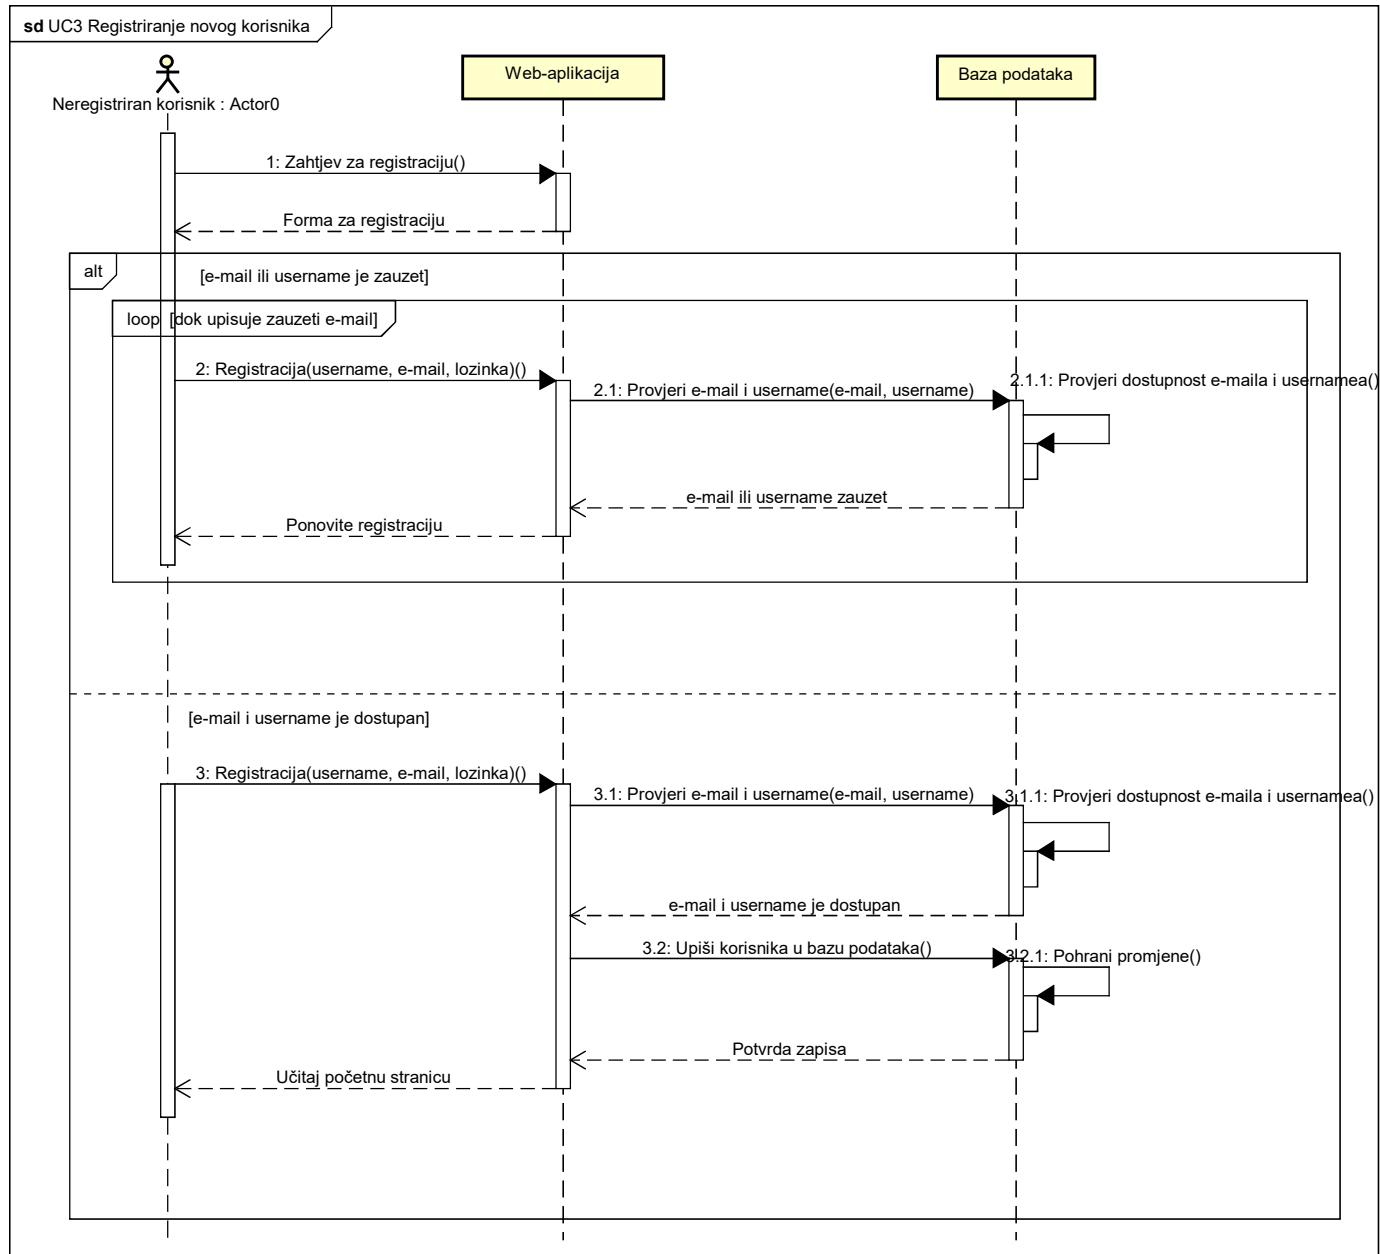 sd UC3 Registriranje novog korisnika
Neregistriran korisnik : Actor0
Web-aplikacija
Baza podataka
1: Zahtjev za registraciju()
Forma za registraciju
alt
[e-mail ili username je zauzet]
loop [dok upisuje zauzeti e-mail]
2: Registracija(username, e-mail, lozinka)()
2.1: Provjeri e-mail i username(e-mail, username)
2.1.1: Provjeri dostupnost e-maila i usernamea()
e-mail ili username zauzet
Ponovite registraciju
[e-mail i username je dostupan]
3: Registracija(username, e-mail, lozinka)()
3.1: Provjeri e-mail i username(e-mail, username)
3.1.1: Provjeri dostupnost e-maila i usernamea()
e-mail i username je dostupan
3.2: Upiši korisnika u bazu podataka()
3.2.1: Pohrani promjene()
Potvrda zapisa
Učitaj početnu stranicu